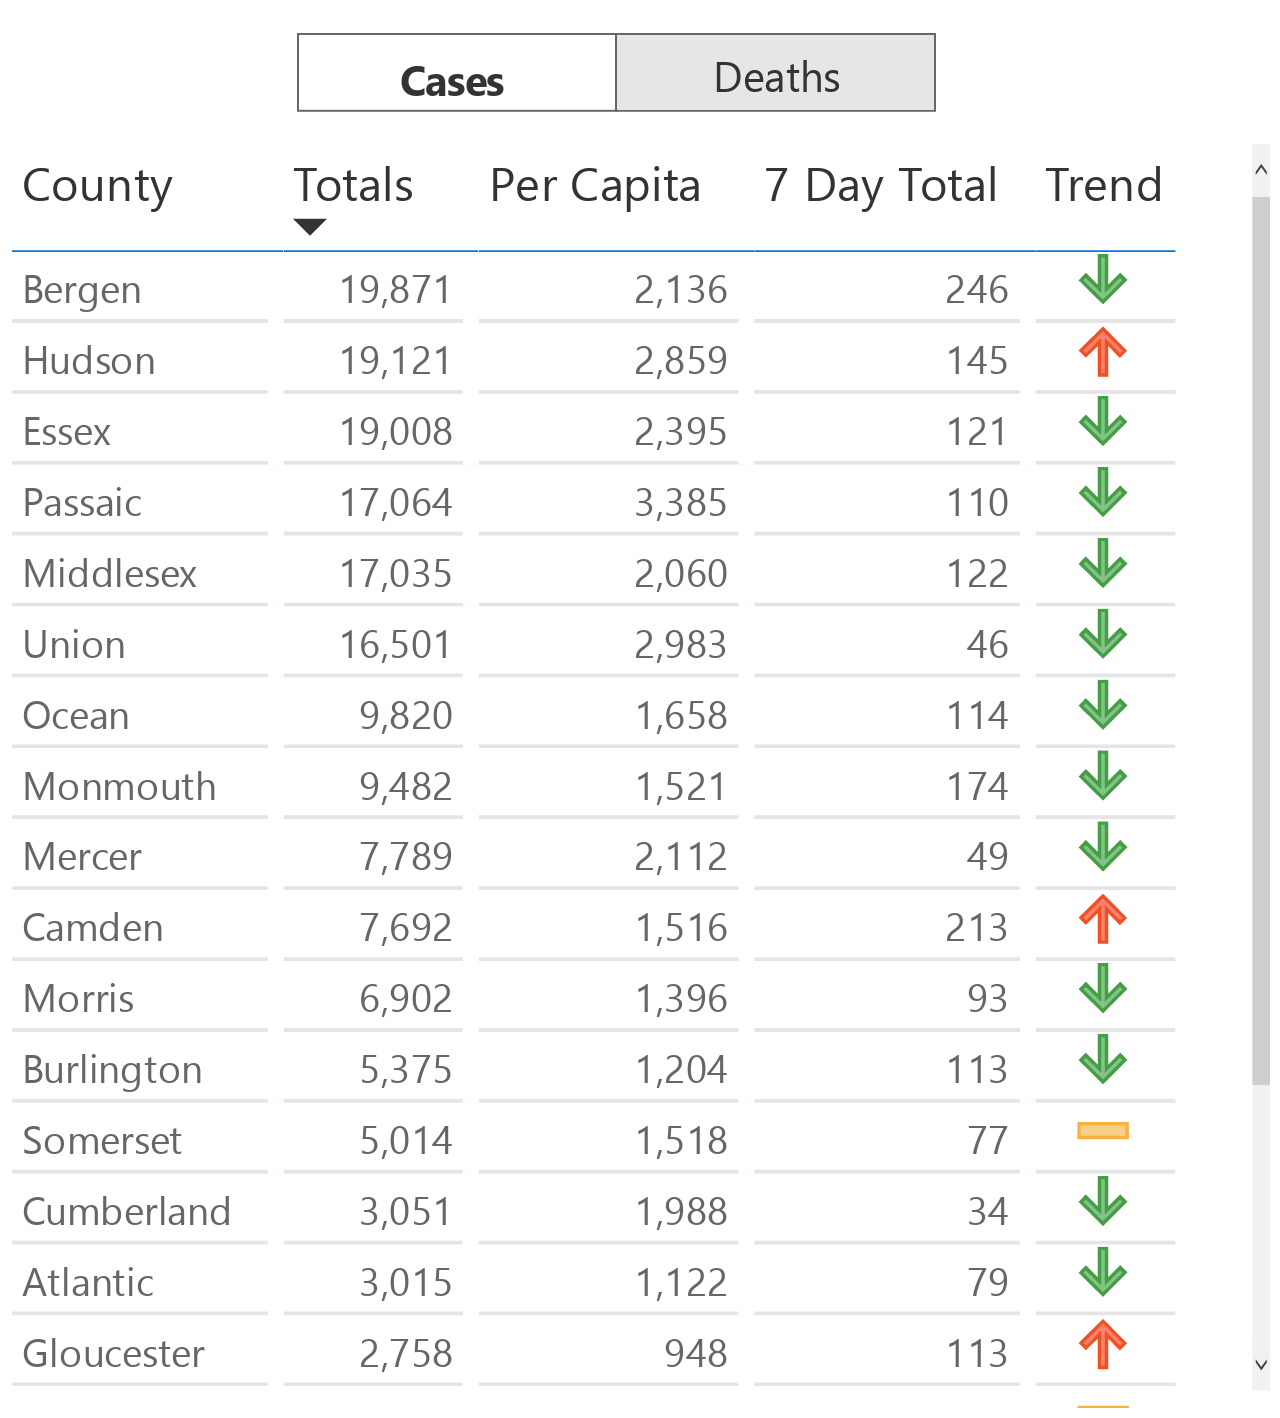 Cases Deaths
County Totals Per Capita 7 Day Total Trend
Bergen 19,871 2,136 246
Hudson 19,121 2,859 145
Essex 19,008 2,395 121
Passaic 17,064 3,385 110
Middlesex 17,035 2,060 122
Union 16,501 2,983 46
Ocean 9,820 1,658 114
Monmouth 9,482 1,521 174
Mercer 7,789 2,112 49
Camden 7,692 1,516 213
Morris 6,902 1,396 93
Burlington 5,375 1,204 113
Somerset 5,014 1,518 77
Cumberland 3,051 1,988 34
Atlantic 3,015 1,122 79
Gloucester 2,758 948 113